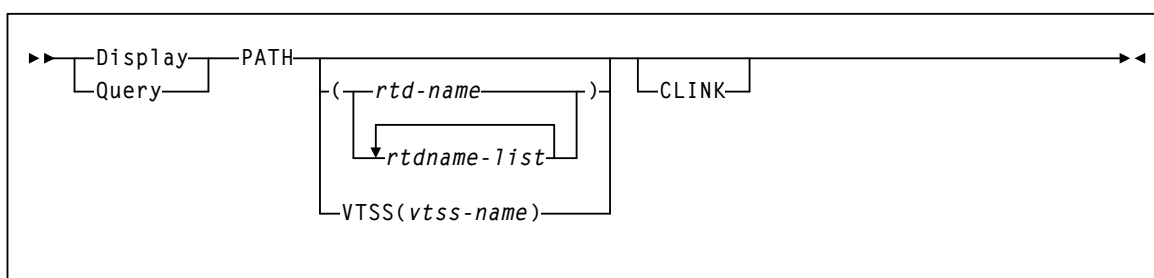 Display PATH
Query ( rtd-name ) CLINK
rtdname-list
VTSS(vtss-name)